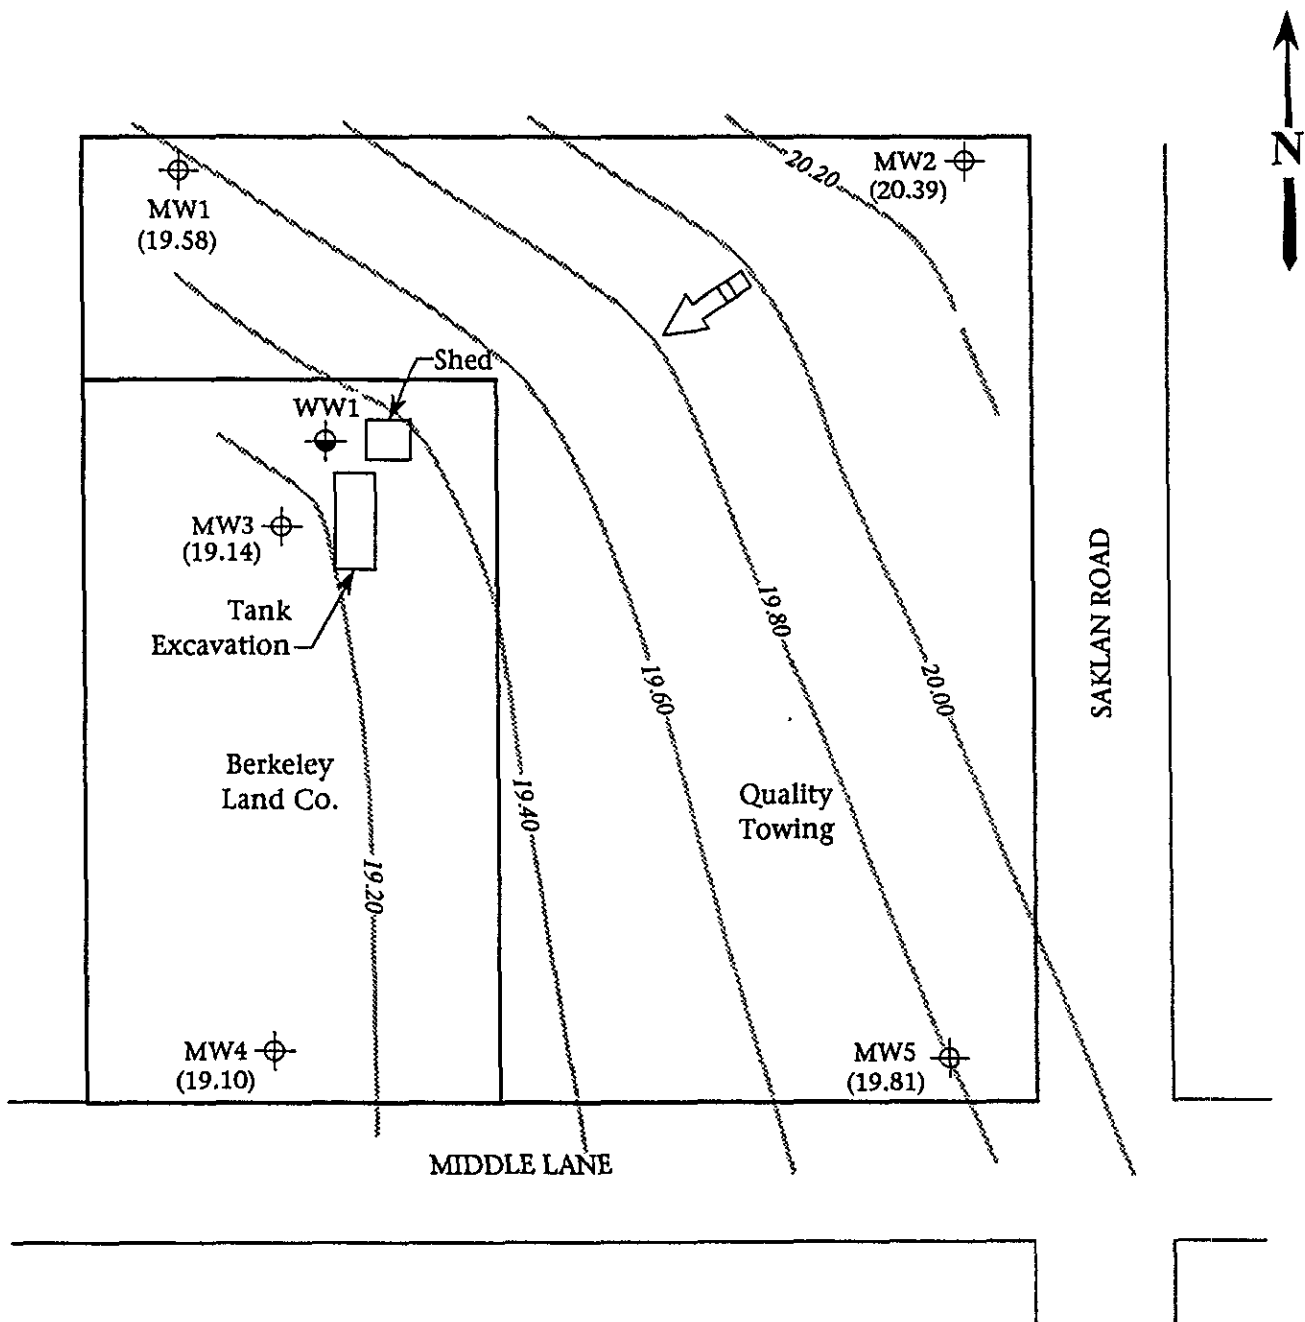 N
20.20
MW2
(20.39)
MW1
(19.58)
Shed
WW1
MW3
(19.14)
Tank
Excavation
19.80
19.60
20.00
SAKLAN ROAD
Berkeley
Land Co.
19.40
Quality
Towing
19.20
MW4
(19.10)
MW5
(19.81)
MIDDLE LANE